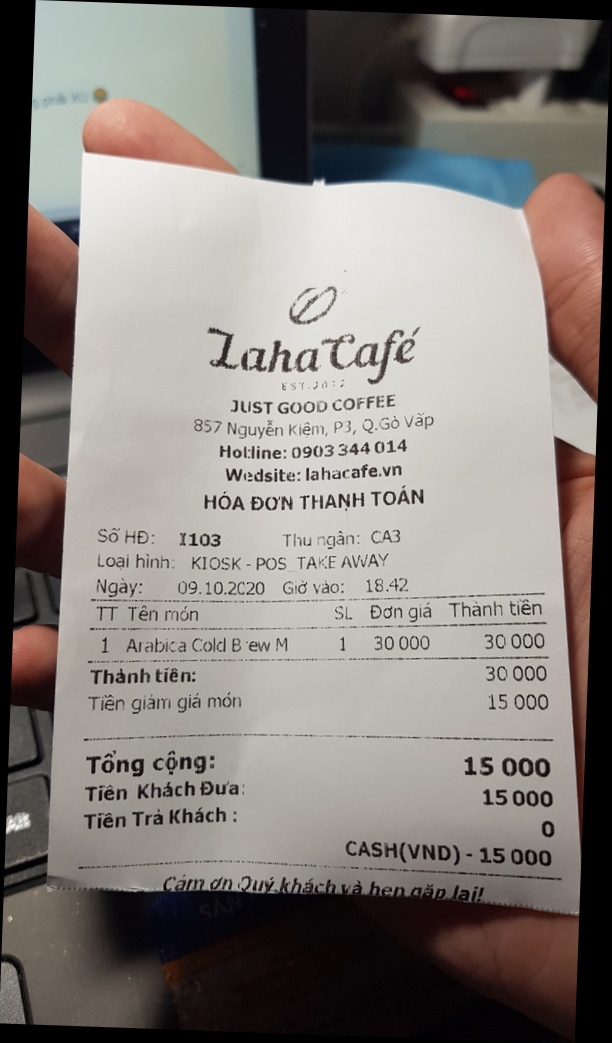 Laha Café
EST.2012
JUST GOOD COFFEE
857 Nguyễn Kiệm, P3, Q.Gò Vấp
Hotline: 0903 344 014
Wedsite: lahacafe.vn
HÓA ĐƠN THANH TOÁN
Số HĐ: I103 Thu ngân: CA3
Loại hình: KIOSK - POS_TAKE AWAY
Ngày: 09.10.2020 Giờ vào: 18.42
TT Tên món SL Đơn giá Thành tiền
1 Arabica Cold Brew M 1 30 000 30 000
Thành tiền: 30 000
Tiền giảm giá món 15 000
Tổng cộng: 15 000
Tiền Khách Đưa: 15 000
Tiền Trả Khách : 0
CASH(VND) - 15 000
Cám ơn Quý khách và hẹn gặp lại!